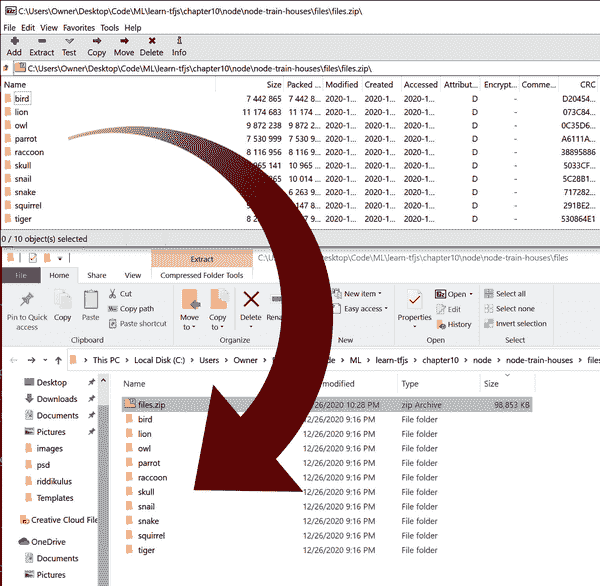 C:\Users\Owner\Desktop\Code\ML\learn-tfjs\chapter10\node\node-train-houses\files\files.zip\
File Edit View Favorites Tools Help
Add Extract Test Copy Move Delete Info
C:\Users\Owner\Desktop\Code\ML\learn-tfjs\chapter10\node\node-train-houses\files\files.zip\
Name Size Packed ... Modified Created Accessed Attribut... Encrypt... Comme... CRC
bird 7 442 865 7 442 8... 2020-1... 2020-1... 2020-1... D - D20454...
lion 11 174 683 11 174 ... 2020-1... 2020-1... 2020-1... D - 073C84...
owl 9 872 238 9 872 2... 2020-1... 2020-1... 2020-1... D - 0C35D6...
parrot 7 530 999 7 530 9... 2020-1... 2020-1... 2020-1... D - A6111A...
raccoon 8 116 956 8 116 9... 2020-1... 2020-1... 2020-1... D - 38895886
skull 965 141 10 965 ... 2020-1... 2020-1... 2020-1... D - 5033CF...
snail 865 10 014 ... 2020-1... 2020-1... 2020-1... D - 5C28B1...
snake 6 263 9... 2020-1... 2020-1... 2020-1... D - 717282...
squirrel 147 8... 2020-1... 2020-1... 2020-1... D - 291BE2...
tiger 2020-1... 2020-1... 2020-1... D - 530864E1
0 / 10 object(s) selected
Extract C:\Users\Owner\Desktop\Code\ML\learn-tfjs\chapter10\node\node-train-houses\files
File Home Share View Compressed Folder Tools
Pin to Quick access Copy Paste Cut Copy path Paste shortcut Move to Copy to Delete New item Easy access Properties Open Edit History Select all Select none Invert selection
Clipboard Organize New Open Select
This PC Local Disk (C:) Users Owner ML learn-tfjs chapter10 node node-train-houses files
Desktop Name modified Type Size
Downloads files.zip 12/26/2020 10:28 PM zip Archive 98,853 KB
Documents bird 12/26/2020 9:16 PM File folder
Pictures lion 12/26/2020 9:16 PM File folder
images owl 12/26/2020 9:16 PM File folder
psd parrot 12/26/2020 9:16 PM File folder
riddikulus raccoon 12/26/2020 9:16 PM File folder
Templates skull 12/26/2020 9:16 PM File folder
Creative Cloud File snail 12/26/2020 9:16 PM File folder
OneDrive snake 12/26/2020 9:16 PM File folder
Documents squirrel 12/26/2020 9:16 PM File folder
Pictures tiger 12/26/2020 9:16 PM File folder